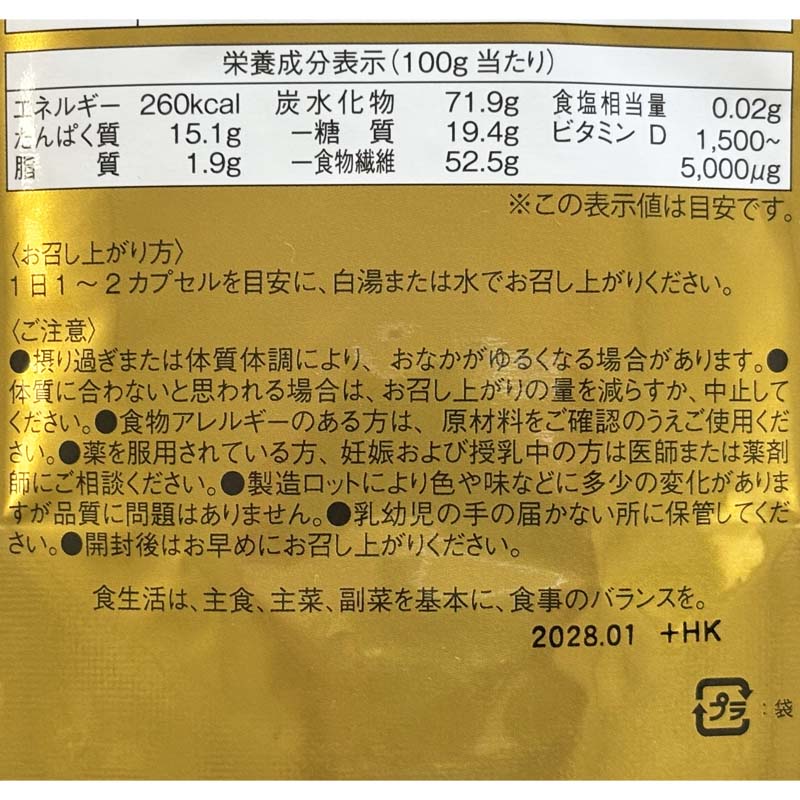 栄養成分表示(100g 当たり)
エネルギー 260kcal 炭水化物 71.9g 食塩相当量 0.02g
たんぱく質 15.1g ー糖質 19.4g ビタミン D 1,500~
脂質 1.9g ー食物繊維 52.5g 5,000μg
※この表示値は目安です。
〈お召し上がり方〉
1日1～2カプセルを目安に、白湯または水でお召し上がりください。
〈ご注意〉
●摂り過ぎまたは体質体調により、おなかがゆるくなる場合があります。●
体質に合わないと思われる場合は、お召し上がりの量を減らすか、中止して
ください。●食物アレルギーのある方は、原材料をご確認のうえご使用くだ
さい。●薬を服用されている方、妊娠および授乳中の方は医師または薬剤
師にご相談ください。●製造ロットにより色や味などに多少の変化がありま
すが品質に問題はありません。●乳幼児の手の届かない所に保管してくだ
さい。●開封後はお早めにお召し上がりください。
食生活は、主食、主菜、副菜を基本に、食事のバランスを。
2028.01 +HK
プラ:袋